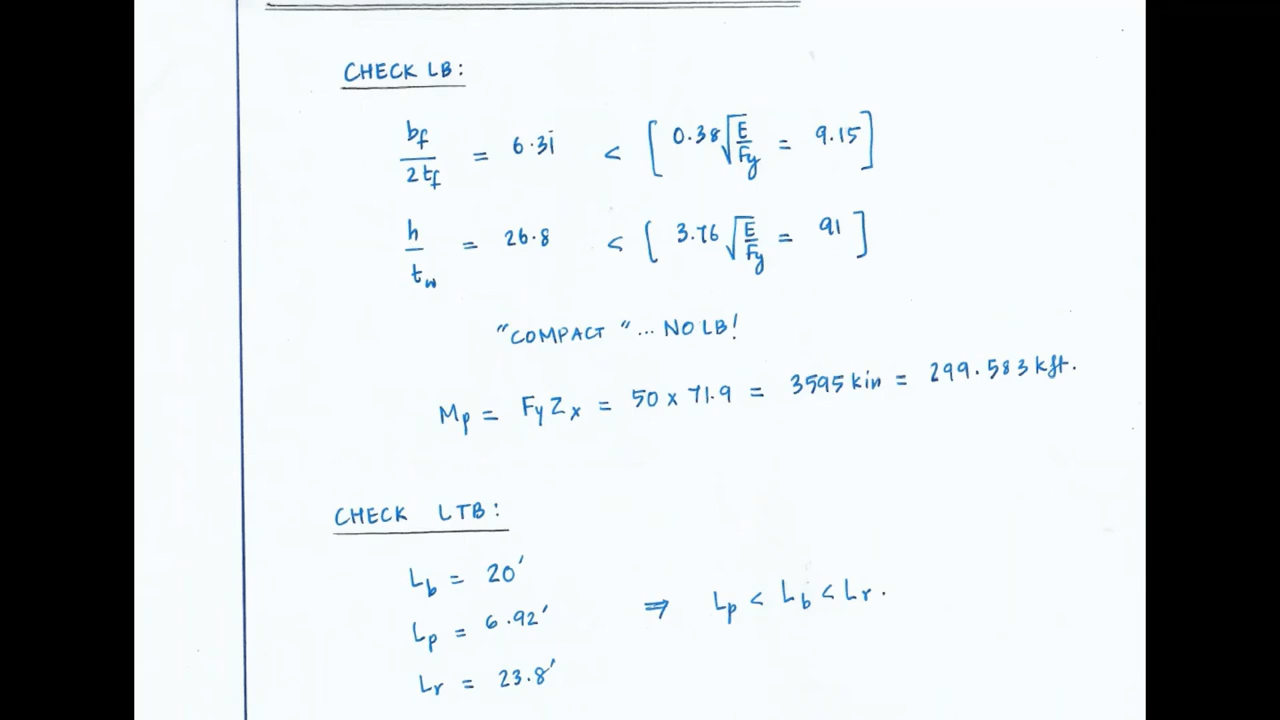 CHECK LB:
bf / 2tf = 6.31 < [ 0.38 √(E/Fy) = 9.15 ]
h / tw = 26.8 < [ 3.76 √(E/Fy) = 91 ]
"COMPACT "... NO LB!
Mp = FyZx = 50 x 71.9 = 3595 kin = 299.583 kft.
CHECK LTB:
Lb = 20'
Lp = 6.92' ⇒ Lp < Lb < Lr.
Lr = 23.8'